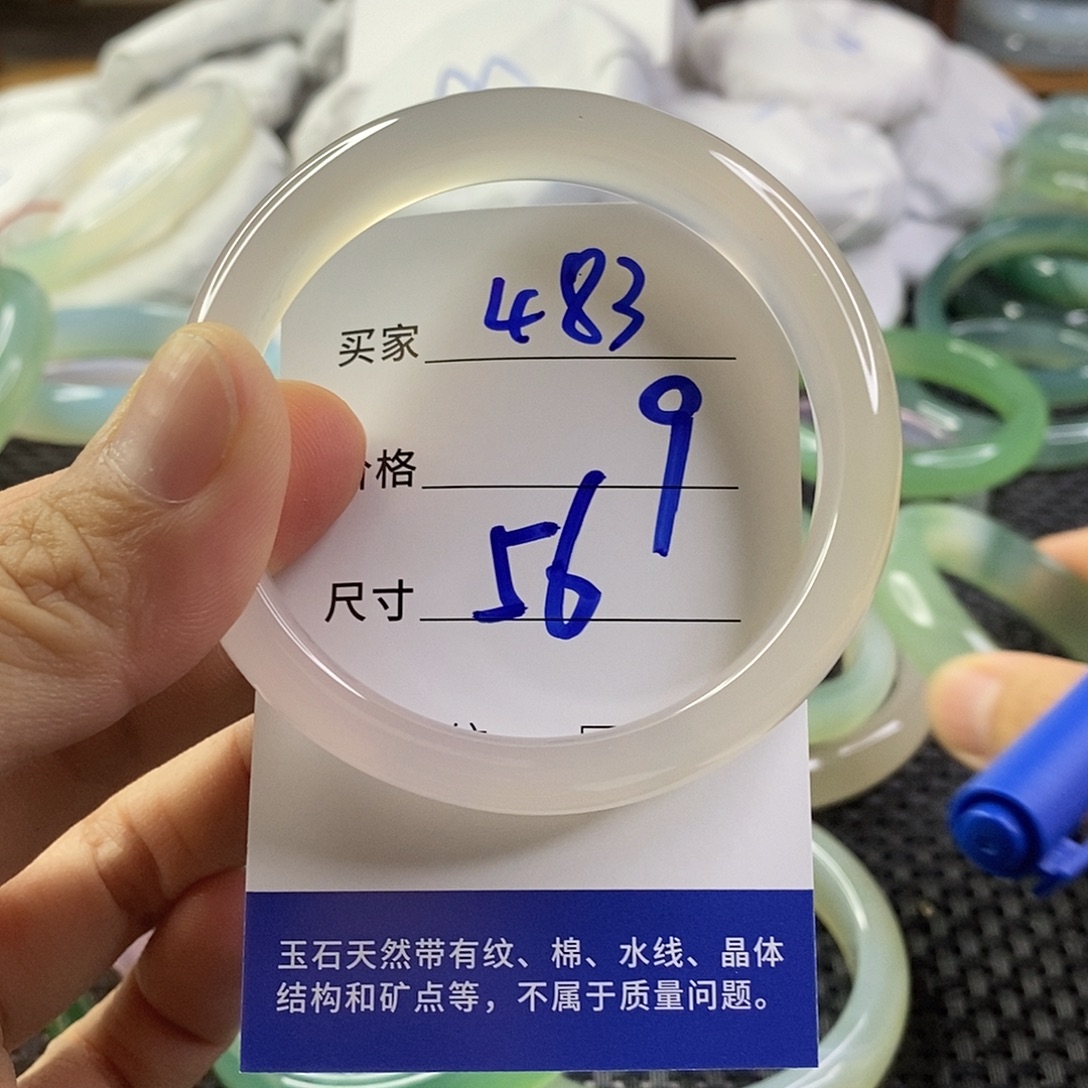 买家 483
格 9
尺寸 56
玉石天然带有纹、棉、水线、晶体
结构和矿点等，不属于质量问题。